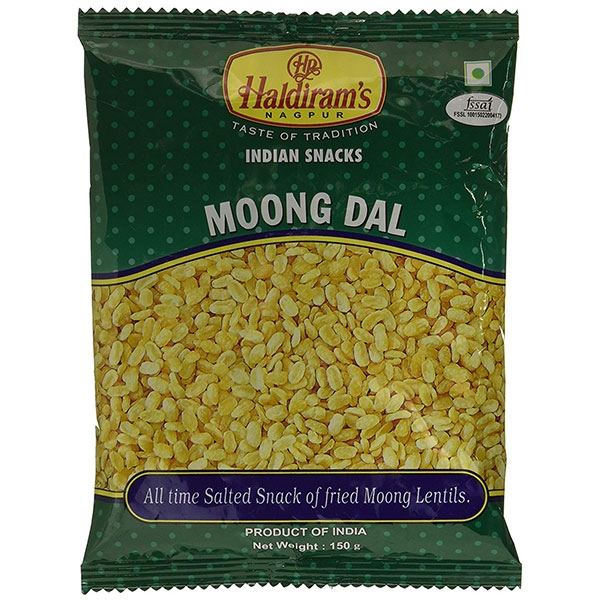 HR
Haldiram's
NAGPUR
TASTE OF TRADITION
INDIAN SNACKS
fssai
MOONG DAL
All time Salted Snack of fried Moong Lentils.
PRODUCT OF INDIA
Net Weight : 150 g